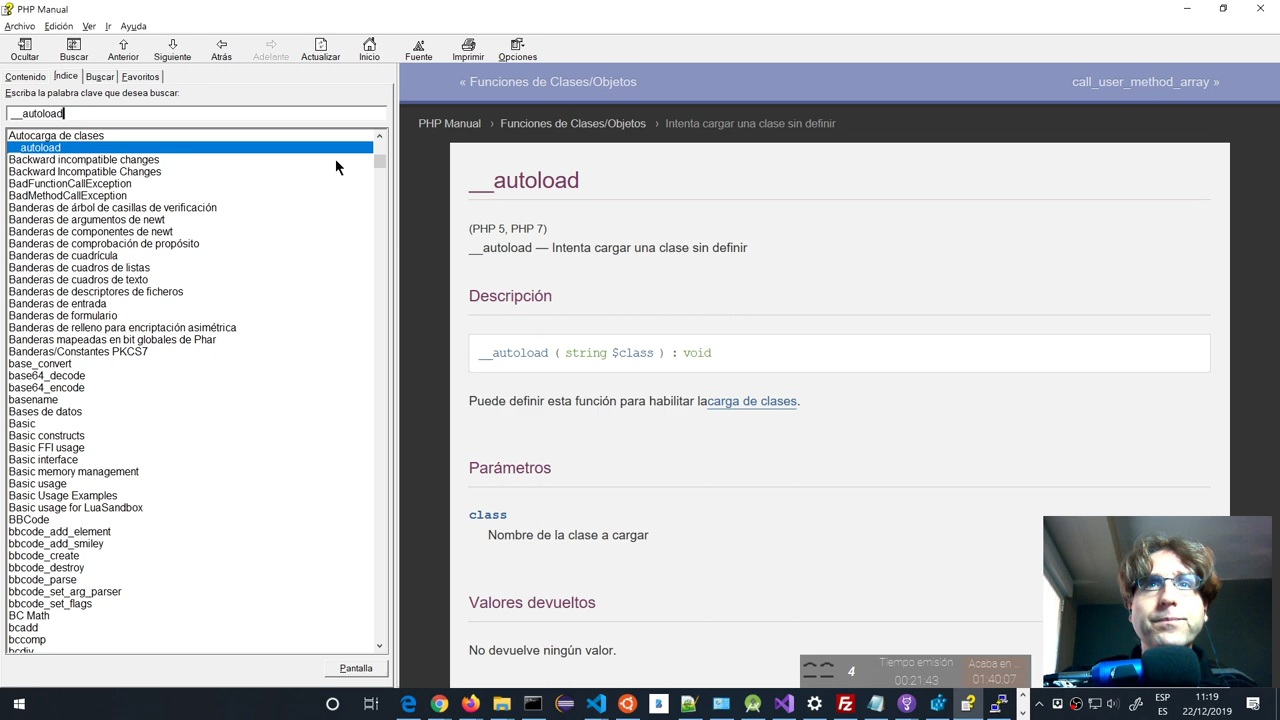 PHP Manual
Archivo Edición Ver Ir Ayuda
Ocultar Buscar Anterior Siguiente Atrás Adelante Actualizar Inicio Fuente Imprimir Opciones
Contenido Índice Buscar Favoritos
Escriba la palabra clave que desea buscar:
__autoload
Autocarga de clases
__autoload
Backward incompatible changes
Backward Incompatible Changes
BadFunctionCallException
BadMethodCallException
Banderas de árbol de casillas de verificación
Banderas de argumentos de newt
Banderas de componentes de newt
Banderas de comprobación de propósito
Banderas de cuadrícula
Banderas de cuadros de listas
Banderas de cuadros de texto
Banderas de descriptores de ficheros
Banderas de entrada
Banderas de formulario
Banderas de relleno para encriptación asimétrica
Banderas mapeadas en bit globales de Phar
Banderas/Constantes PKCS7
base_convert
base64_decode
base64_encode
basename
Bases de datos
Basic
Basic constructs
Basic FFI usage
Basic interface
Basic memory management
Basic usage
Basic Usage Examples
Basic usage for LuaSandbox
BBCode
bbcode_add_element
bbcode_add_smiley
bbcode_create
bbcode_destroy
bbcode_parse
bbcode_set_arg_parser
bbcode_set_flags
BC Math
bcadd
bccomp
bcdiv
Pantalla
« Funciones de Clases/Objetos call_user_method_array »
PHP Manual › Funciones de Clases/Objetos › Intenta cargar una clase sin definir
__autoload
(PHP 5, PHP 7)
__autoload — Intenta cargar una clase sin definir
Descripción
__autoload ( string $class ) : void
Puede definir esta función para habilitar lacarga de clases.
Parámetros
class
Nombre de la clase a cargar
Valores devueltos
No devuelve ningún valor.
4 Tiempo emisión Acaba en ...
00:21:43 01:40:07
ESP 11:19
ES 22/12/2019